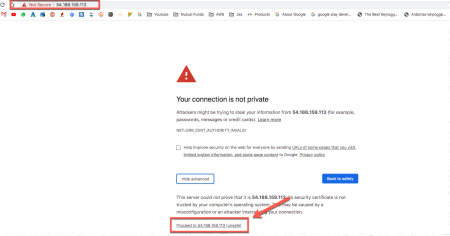 Not Secure | 54.188.159.113
Youtube Mutual Funds AWS Jee Products About Google google play devel... The Best Keylogg... Ardamax keylogge...
Your connection is not private
Attackers might be trying to steal your information from 54.188.159.113 (for example,
passwords, messages or credit cards). Learn more
NET::ERR_CERT_AUTHORITY_INVALID
Help improve security on the web for everyone by sending URLs of some pages that you visit,
limited system information, and some page content to Google. Privacy policy
Hide advanced
Back to safety
This server could not prove that it is 54.188.159.113; its security certificate is not
trusted by your computer's operating system. This may be caused by a
misconfiguration or an attacker intercepting your connection.
Proceed to 54.188.159.113 (unsafe)